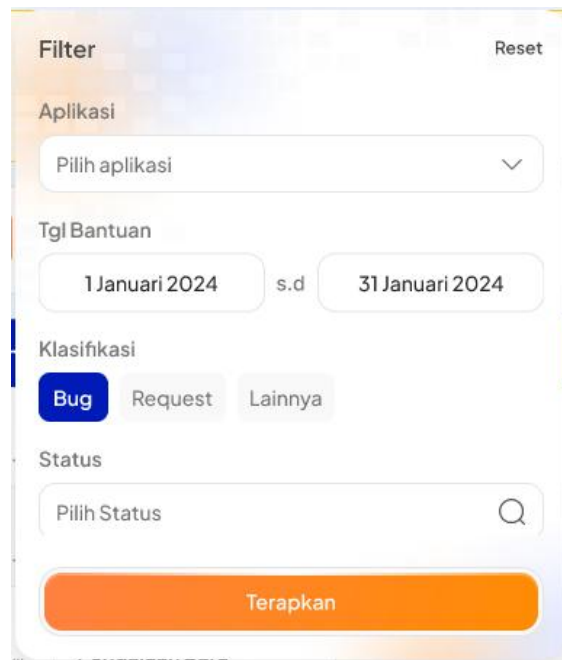 Filter Reset
Aplikasi
Pilih aplikasi
Tgl Bantuan
1 Januari 2024 s.d 31 Januari 2024
Klasifikasi
Bug Request Lainnya
Status
Pilih Status
Terapkan